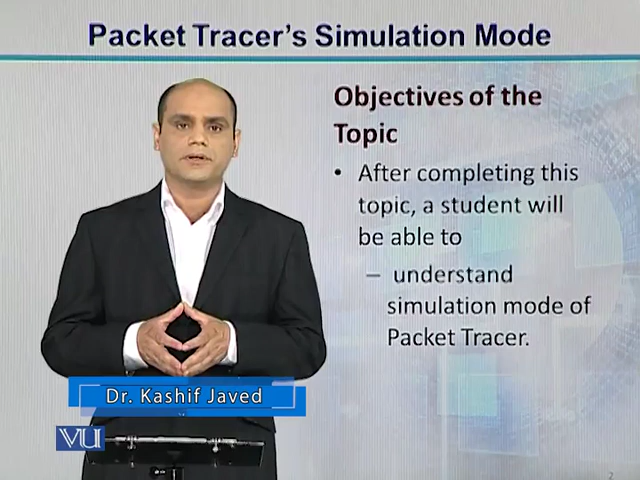 Packet Tracer's Simulation Mode
Objectives of the
Topic
• After completing this
topic, a student will
be able to
– understand
simulation mode of
Packet Tracer.
Dr. Kashif Javed
VU
2